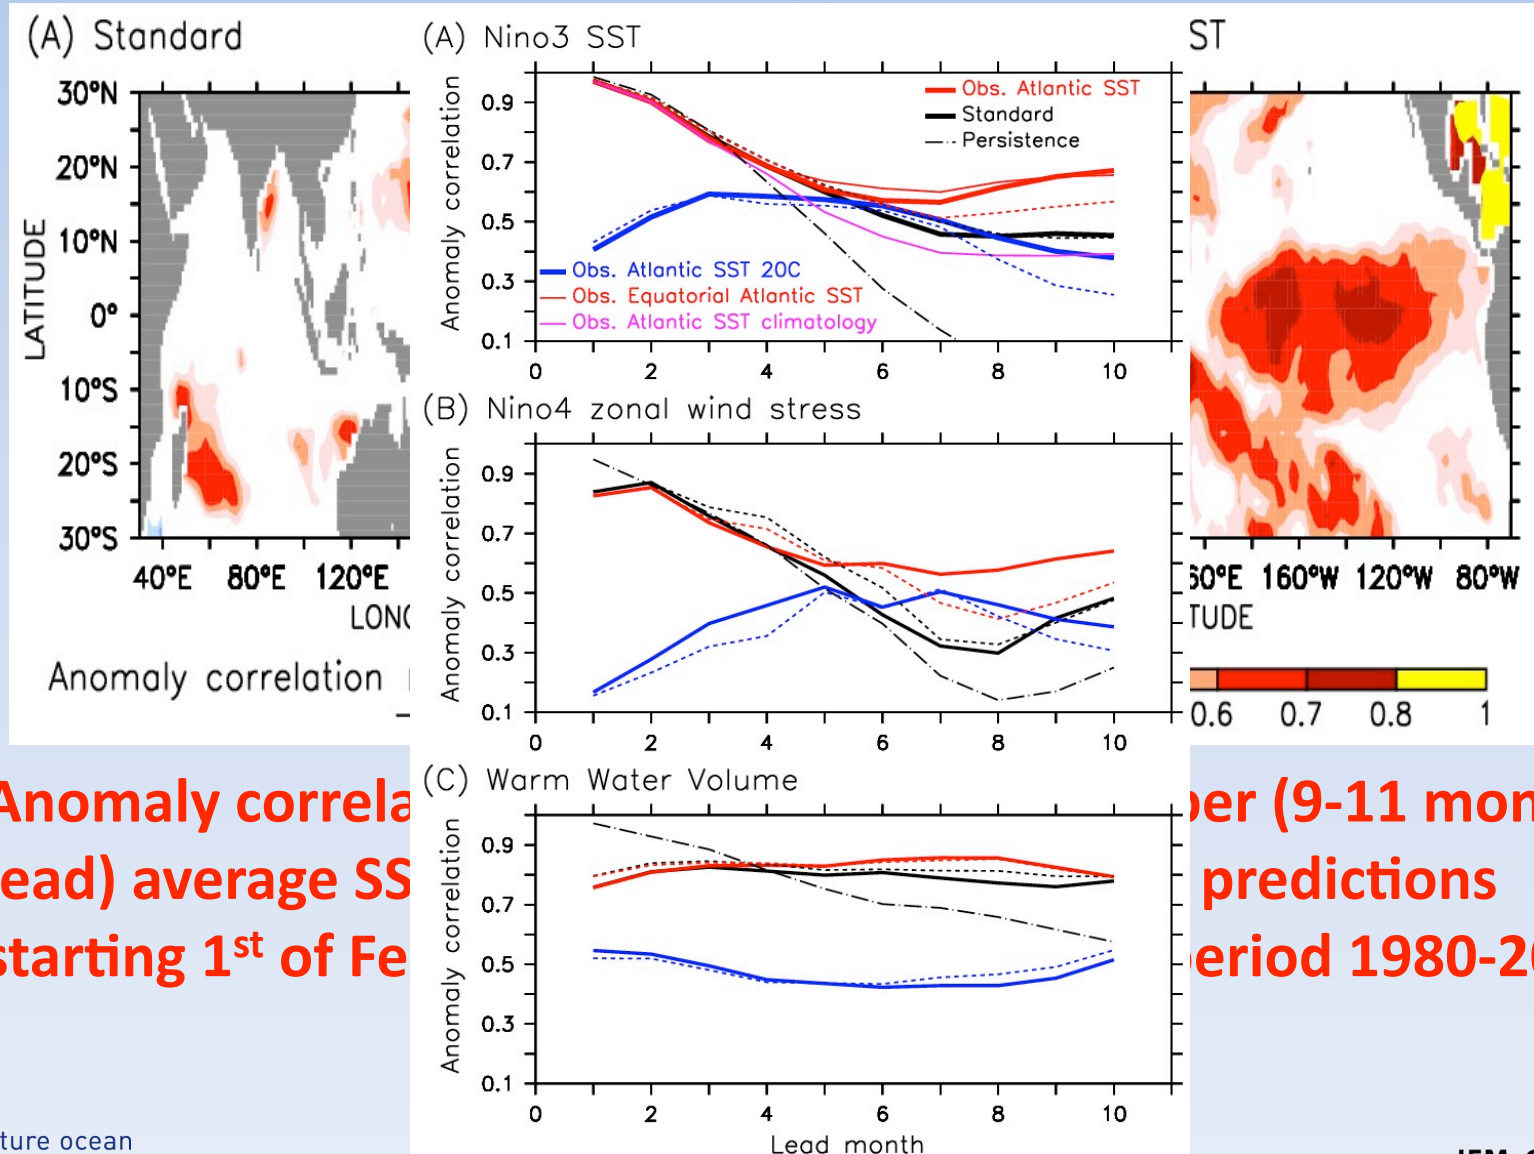 (A) Standard
30°N
20°N
10°N
0°
10°S
20°S
30°S
LATITUDE
40°E 80°E 120°E
Anomaly correlation
(A) Nino3 SST
Anomaly correlation
0.9
0.7
0.5
0.3
0.1
Obs. Atlantic SST
Standard
Persistence
Obs. Atlantic SST 20C
Obs. Equatorial Atlantic SST
Obs. Atlantic SST climatology
0 2 4 6 8 10
(B) Nino4 zonal wind stress
Anomaly correlation
0.9
0.7
0.5
0.3
0.1
0 2 4 6 8 10
(C) Warm Water Volume
Anomaly correlation
0.9
0.7
0.5
0.3
0.1
0 2 4 6 8 10
Lead month
ST
160°W 120°W 80°W
TUDE
0.6 0.7 0.8 1
Anomaly correla
ber (9-11 mon
ead) average SS
predictions
starting 1st of Fe
period 1980-20
ture ocean